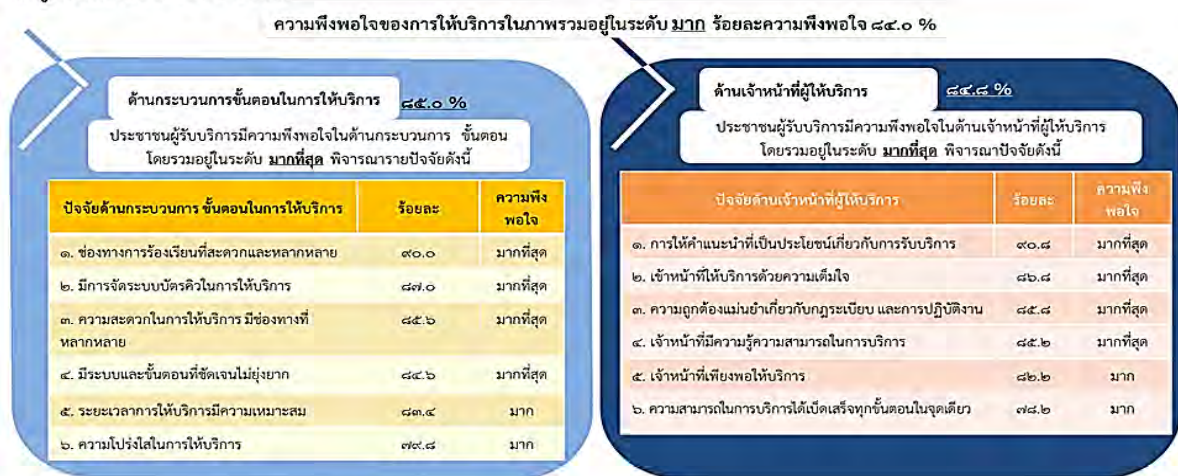 ความพึงพอใจของการให้บริการในภาพรวมอยู่ในระดับ มาก ร้อยละความพึงพอใจ ๘๔.๐ %
ด้านกระบวนการขั้นตอนในการให้บริการ ๘๕.๐ %
ประชาชนผู้รับบริการมีความพึงพอใจในด้านกระบวนการ ขั้นตอน
โดยรวมอยู่ในระดับ มากที่สุด พิจารณารายปัจจัยดังนี้
ปัจจัยด้านกระบวนการ ขั้นตอนในการให้บริการ ร้อยละ ความพึงพอใจ
๑. ช่องทางการร้องเรียนที่สะดวกและหลากหลาย ๙๐.๐ มากที่สุด
๒. มีการจัดระบบบัตรคิวในการให้บริการ ๘๗.๐ มากที่สุด
๓. ความสะดวกในการให้บริการ มีช่องทางที่ ๘๕.๖ มากที่สุด
หลากหลาย
๔. มีระบบและขั้นตอนที่ชัดเจนไม่ยุ่งยาก ๘๔.๖ มากที่สุด
๕. ระยะเวลาการให้บริการมีความเหมาะสม ๘๓.๔ มาก
๖. ความโปร่งใสในการให้บริการ ๗๙.๘ มาก
ด้านเจ้าหน้าที่ผู้ให้บริการ ๘๔.๘ %
ประชาชนผู้รับบริการมีความพึงพอใจในด้านเจ้าหน้าที่ผู้ให้บริการ
โดยรวมอยู่ในระดับ มากที่สุด พิจารณาปัจจัยดังนี้
ปัจจัยด้านเจ้าหน้าที่ผู้ให้บริการ ร้อยละ ความพึงพอใจ
๑. การให้คำแนะนำที่เป็นประโยชน์เกี่ยวกับการรับบริการ ๙๐.๘ มากที่สุด
๒. เจ้าหน้าที่ให้บริการด้วยความเต็มใจ ๘๖.๘ มากที่สุด
๓. ความถูกต้องแม่นยำเกี่ยวกับกฎระเบียบ และการปฏิบัติงาน ๘๕.๘ มากที่สุด
๔. เจ้าหน้าที่มีความรู้ความสามารถในการบริการ ๘๕.๒ มากที่สุด
๕. เจ้าหน้าที่เพียงพอให้บริการ ๘๒.๒ มาก
๖. ความสามารถในการบริการได้เบ็ดเสร็จทุกขั้นตอนในจุดเดียว ๗๘.๒ มาก